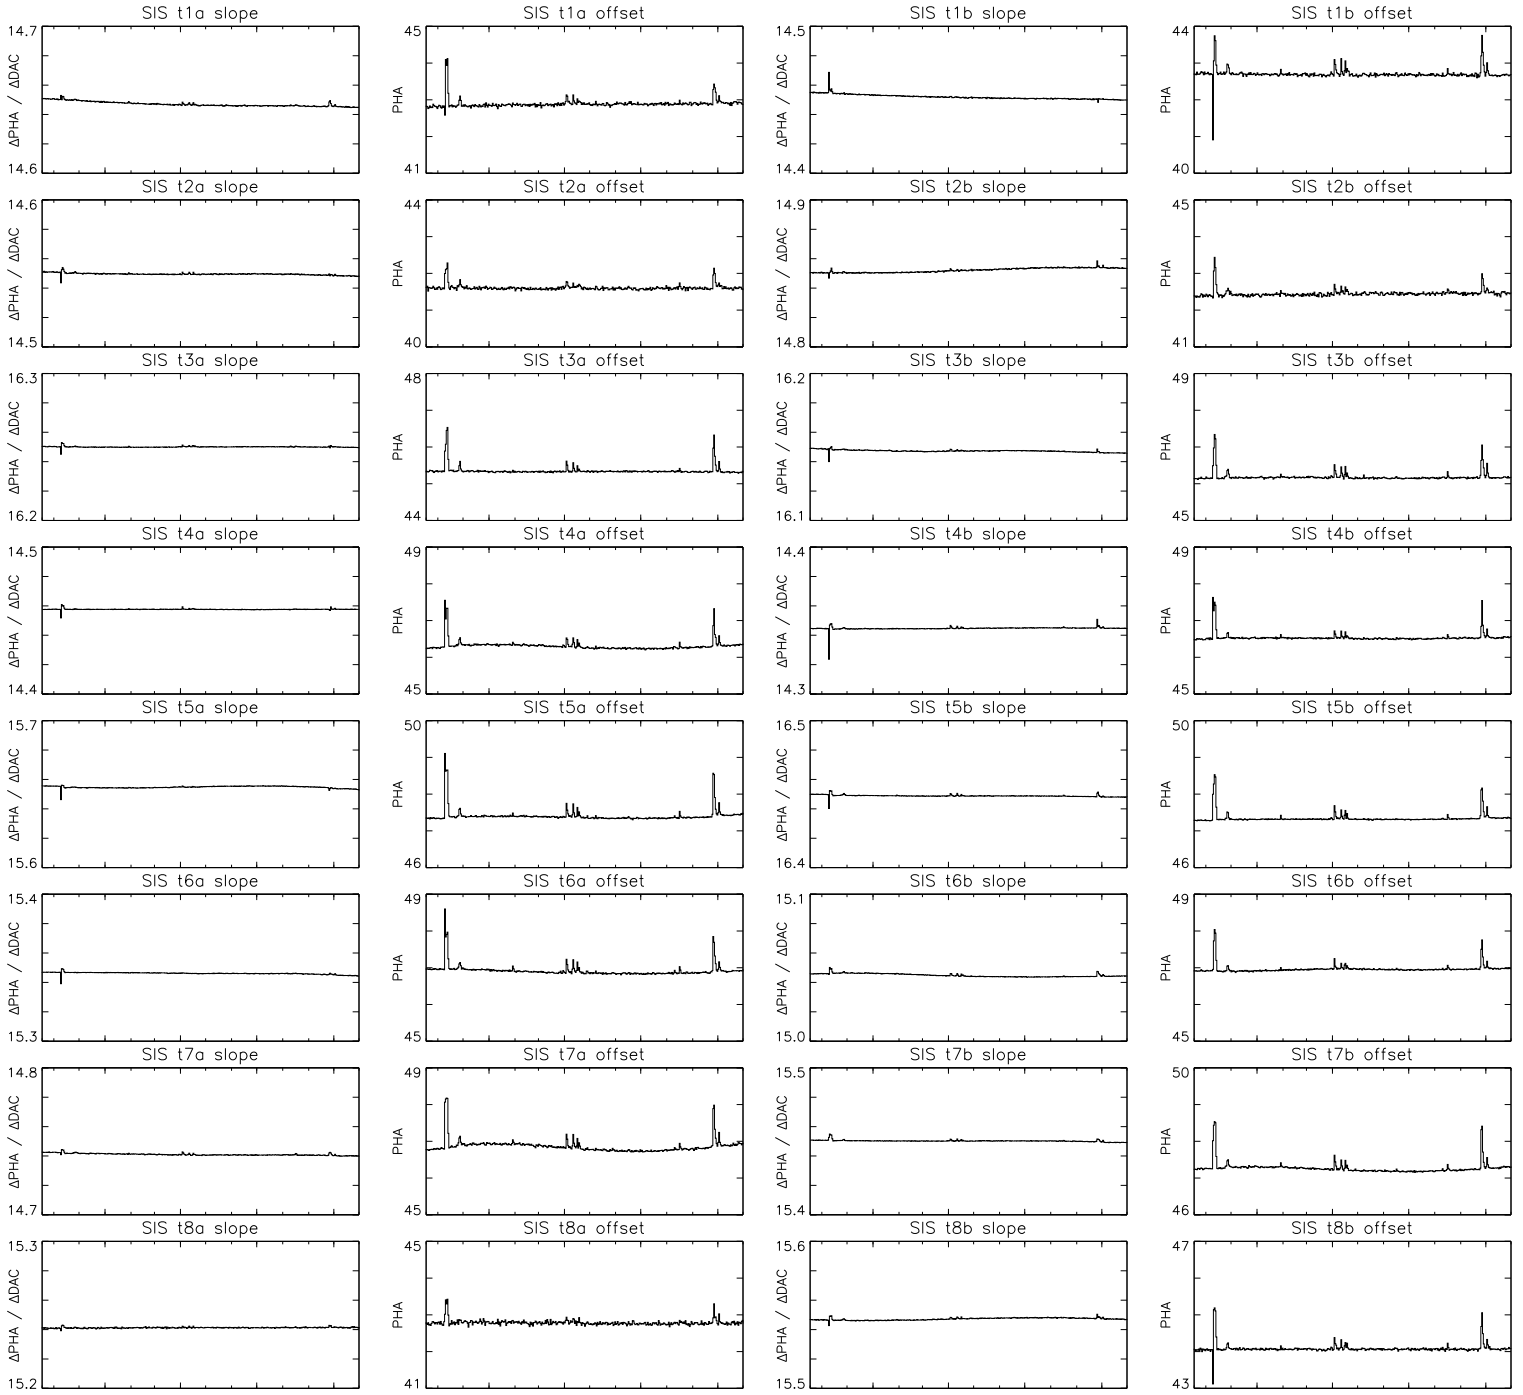 SIS t1a slope
14.7
ΔPHA / ΔDAC
14.6
SIS t1a offset
45
PHA
41
SIS t1b slope
14.5
ΔPHA / ΔDAC
14.4
SIS t1b offset
44
PHA
40
SIS t2a slope
14.6
ΔPHA / ΔDAC
14.5
SIS t2a offset
44
PHA
40
SIS t2b slope
14.9
ΔPHA / ΔDAC
14.8
SIS t2b offset
45
PHA
41
SIS t3a slope
16.3
ΔPHA / ΔDAC
16.2
SIS t3a offset
48
PHA
44
SIS t3b slope
16.2
ΔPHA / ΔDAC
16.1
SIS t3b offset
49
PHA
45
SIS t4a slope
14.5
ΔPHA / ΔDAC
14.4
SIS t4a offset
49
PHA
45
SIS t4b slope
14.4
ΔPHA / ΔDAC
14.3
SIS t4b offset
49
PHA
45
SIS t5a slope
15.7
ΔPHA / ΔDAC
15.6
SIS t5a offset
50
PHA
46
SIS t5b slope
16.5
ΔPHA / ΔDAC
16.4
SIS t5b offset
50
PHA
46
SIS t6a slope
15.4
ΔPHA / ΔDAC
15.3
SIS t6a offset
49
PHA
45
SIS t6b slope
15.1
ΔPHA / ΔDAC
15.0
SIS t6b offset
49
PHA
45
SIS t7a slope
14.8
ΔPHA / ΔDAC
14.7
SIS t7a offset
49
PHA
45
SIS t7b slope
15.5
ΔPHA / ΔDAC
15.4
SIS t7b offset
50
PHA
46
SIS t8a slope
15.3
ΔPHA / ΔDAC
15.2
SIS t8a offset
45
PHA
41
SIS t8b slope
15.6
ΔPHA / ΔDAC
15.5
SIS t8b offset
47
PHA
43